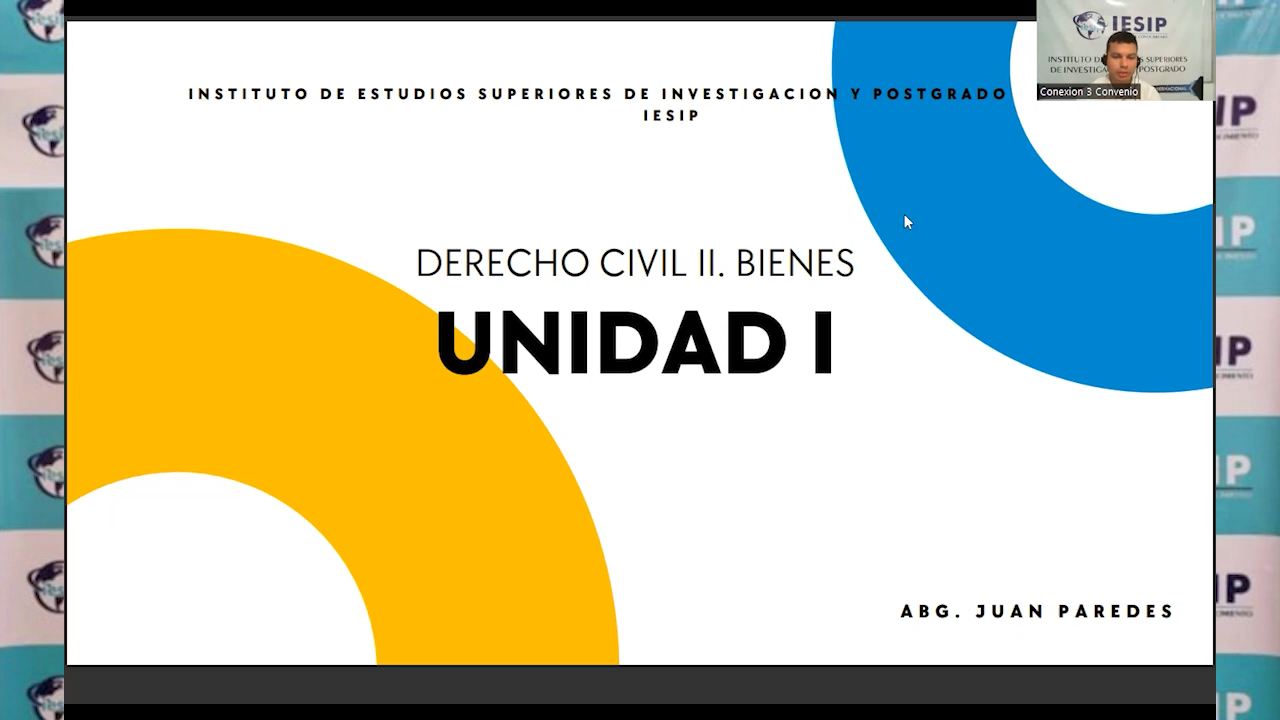 INSTITUTO DE ESTUDIOS SUPERIORES DE INVESTIGACION Y POSTGRADO
IESIP
DERECHO CIVIL II. BIENES
UNIDAD I
ABG. JUAN PAREDES
IESIP
Conexion 3 Convenio